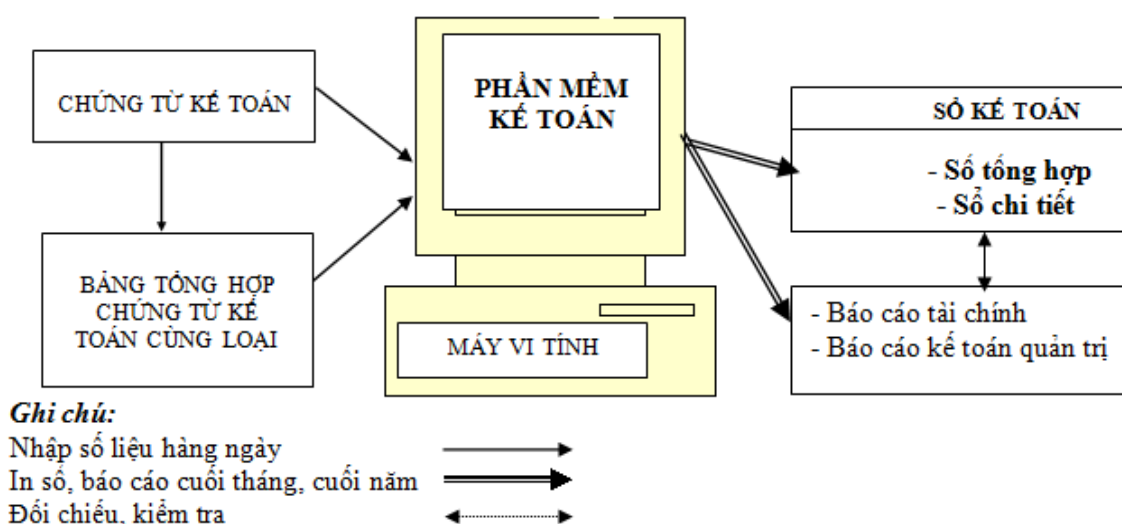 CHỨNG TỪ KẾ TOÁN
BẢNG TỔNG HỢP
CHỨNG TỪ KẾ
TOÁN CÙNG LOẠI
PHẦN MỀM
KẾ TOÁN
MÁY VI TÍNH
SỔ KẾ TOÁN
- Số tổng hợp
- Sổ chi tiết
- Báo cáo tài chính
- Báo cáo kế toán quản trị
Ghi chú:
Nhập số liệu hàng ngày
In sổ, báo cáo cuối tháng, cuối năm
Đối chiếu, kiểm tra